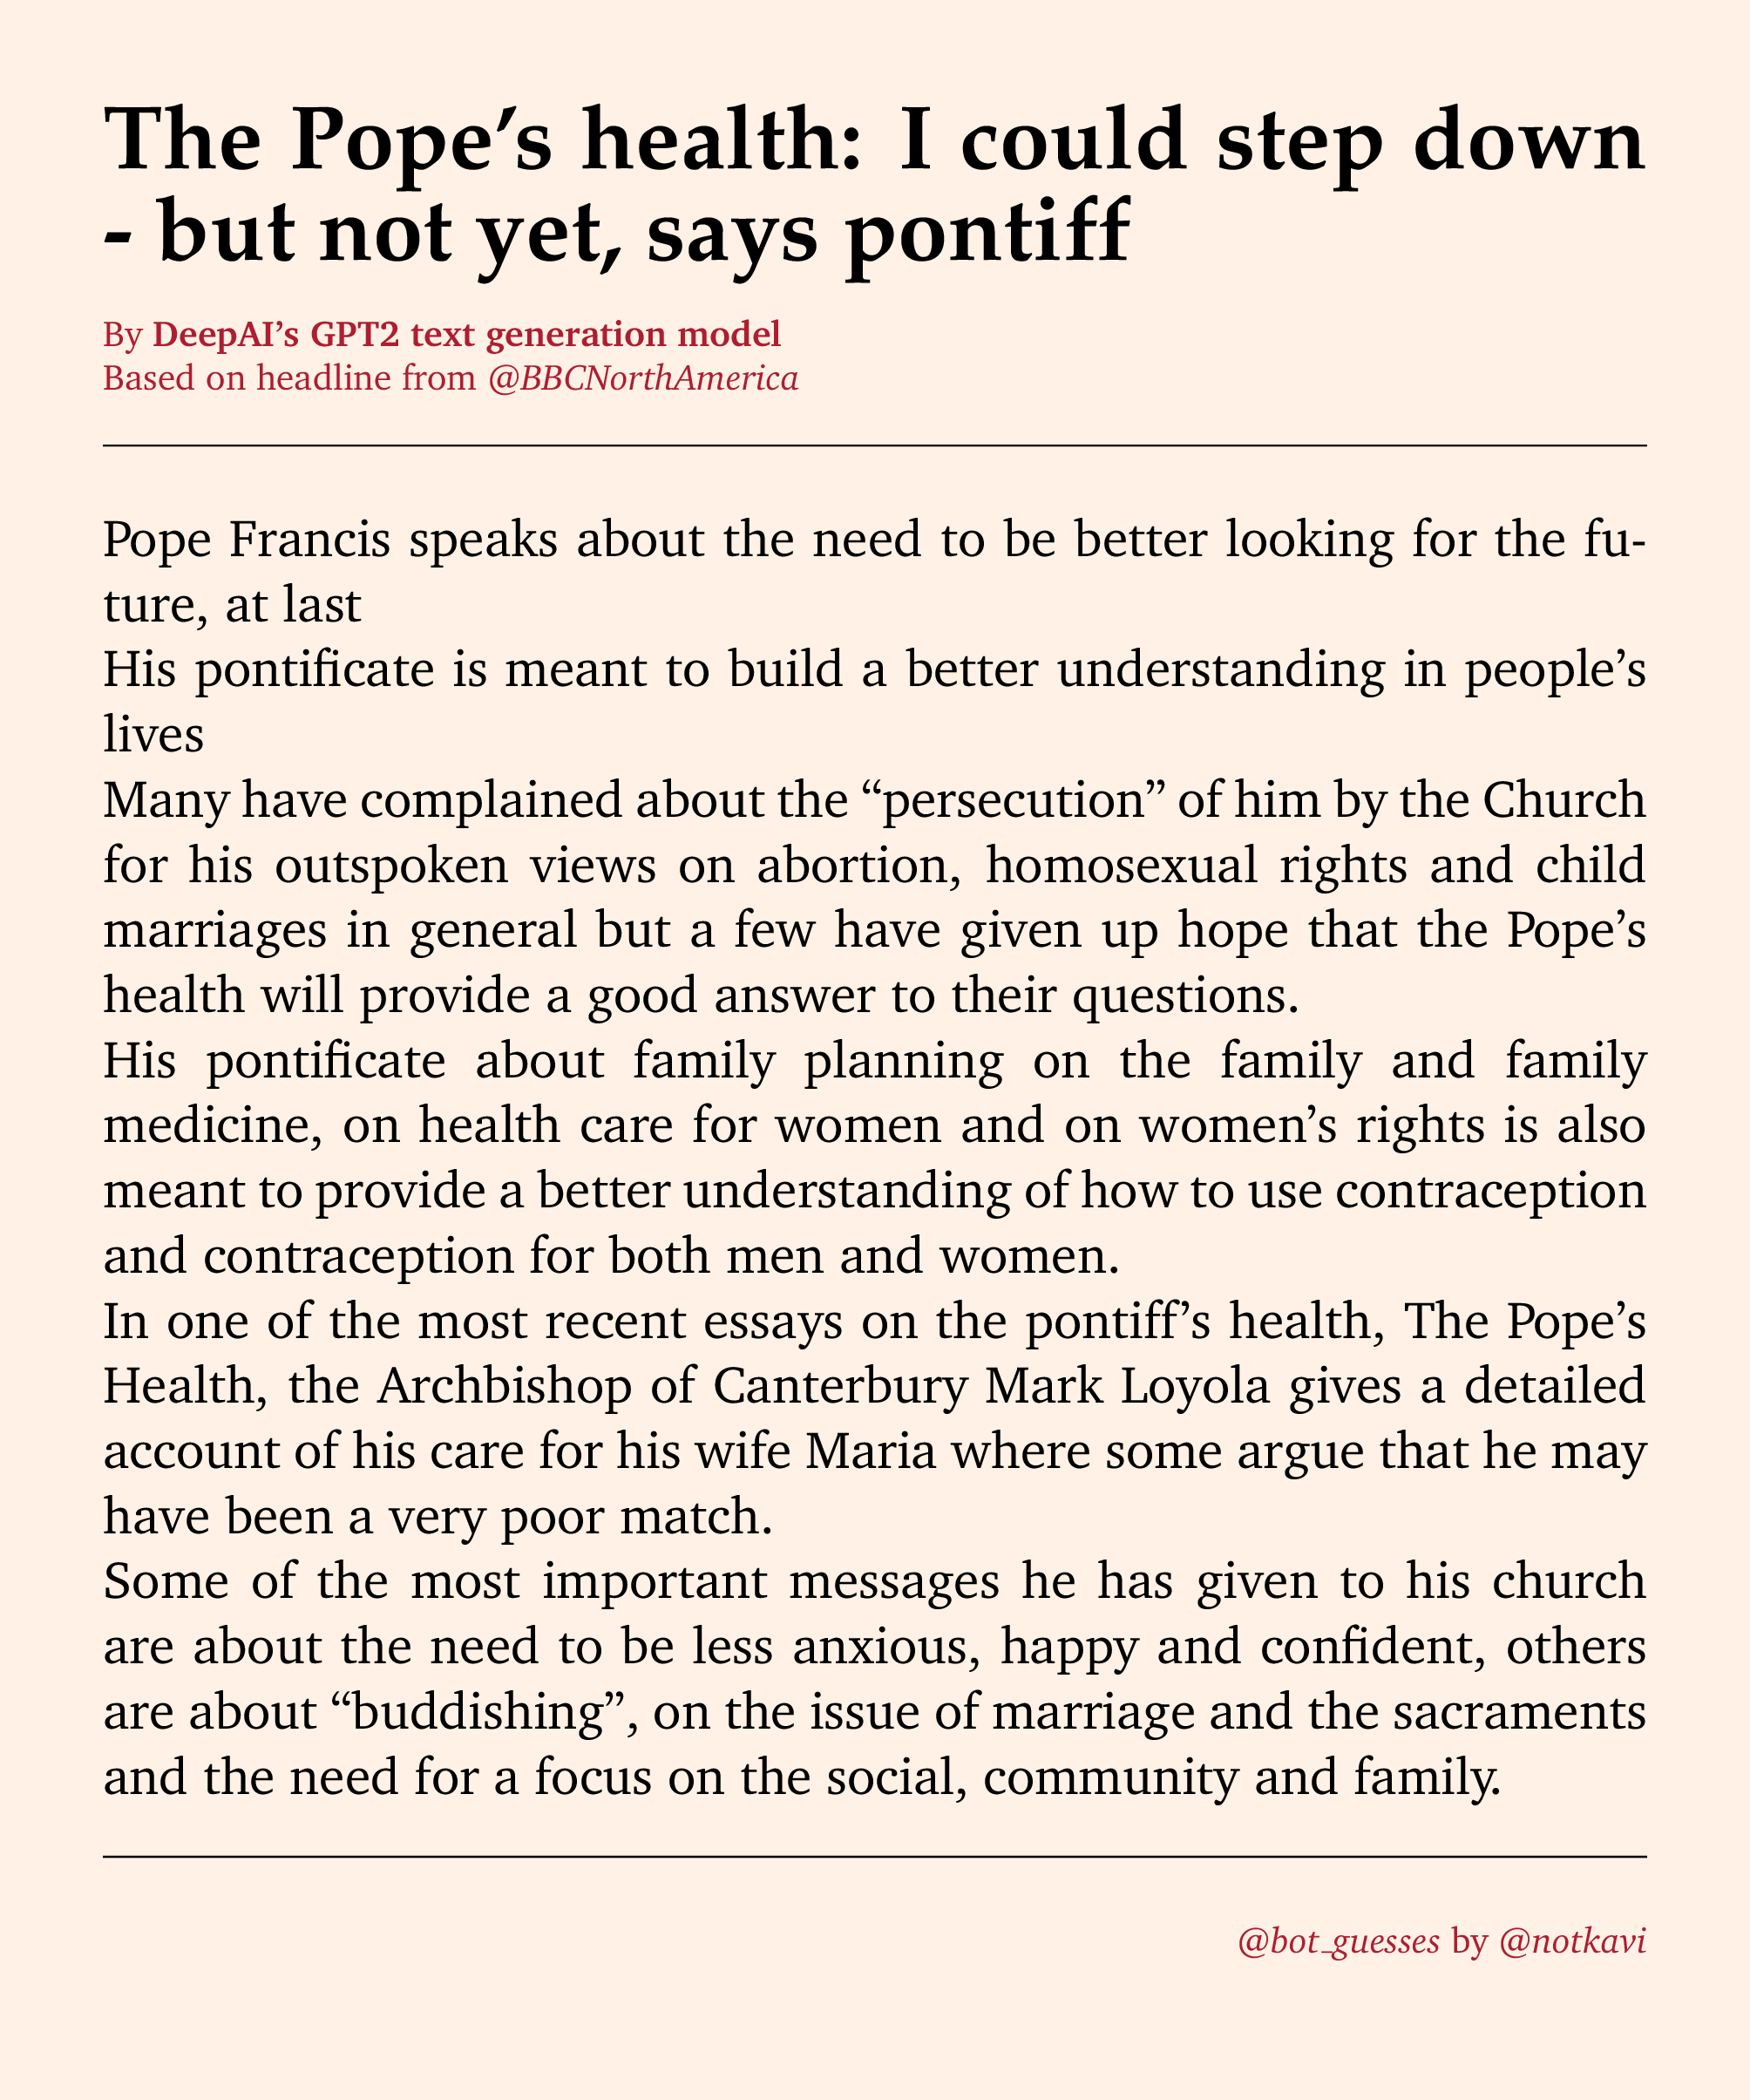 The Pope’s health: I could step down
- but not yet, says pontiff
By DeepAI’s GPT2 text generation model
Based on headline from @BBCNorthAmerica
Pope Francis speaks about the need to be better looking for the fu-
ture, at last
His pontificate is meant to build a better understanding in people’s
lives
Many have complained about the “persecution” of him by the Church
for his outspoken views on abortion, homosexual rights and child
marriages in general but a few have given up hope that the Pope’s
health will provide a good answer to their questions.
His pontificate about family planning on the family and family
medicine, on health care for women and on women’s rights is also
meant to provide a better understanding of how to use contraception
and contraception for both men and women.
In one of the most recent essays on the pontiff’s health, The Pope’s
Health, the Archbishop of Canterbury Mark Loyola gives a detailed
account of his care for his wife Maria where some argue that he may
have been a very poor match.
Some of the most important messages he has given to his church
are about the need to be less anxious, happy and confident, others
are about “buddishing”, on the issue of marriage and the sacraments
and the need for a focus on the social, community and family.
@bot_guesses by @notkavi